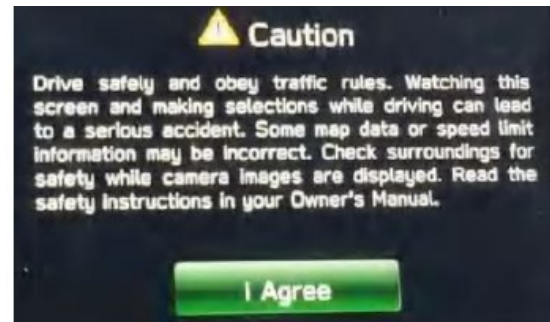 Caution
Drive safely and obey traffic rules. Watching this
screen and making selections while driving can lead
to a serious accident. Some map data or speed limit
information may be incorrect. Check surroundings for
safety while camera images are displayed. Read the
safety instructions in your Owner's Manual.
I Agree